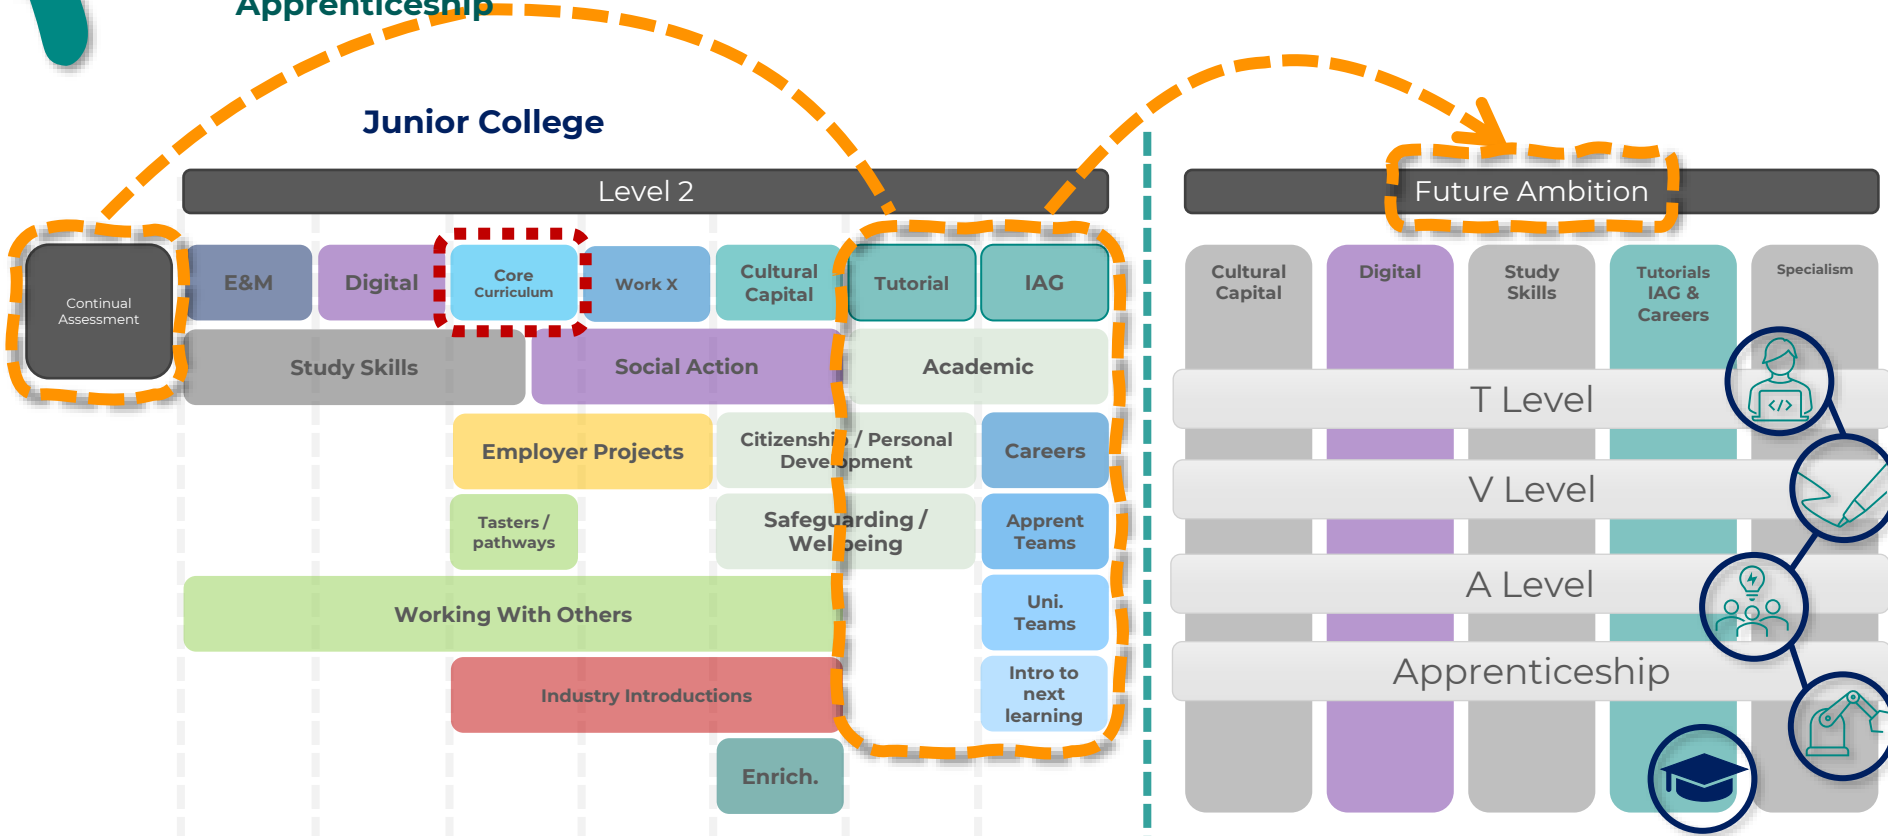 Apprenticeship
Junior College
Level 2
Future Ambition
Continual
Assessment
E&M
Digital
Core
Curriculum
Work X
Cultural
Capital
Tutorial
IAG
Study Skills
Social Action
Academic
Employer Projects
Citizenship / Personal
Development
Careers
Tasters /
pathways
Safeguarding /
Wellbeing
Apprent
Teams
Working With Others
Uni.
Teams
Industry Introductions
Intro to
next
learning
Enrich.
Cultural
Capital
Digital
Study
Skills
Tutorials
IAG &
Careers
Specialism
T Level
V Level
A Level
Apprenticeship